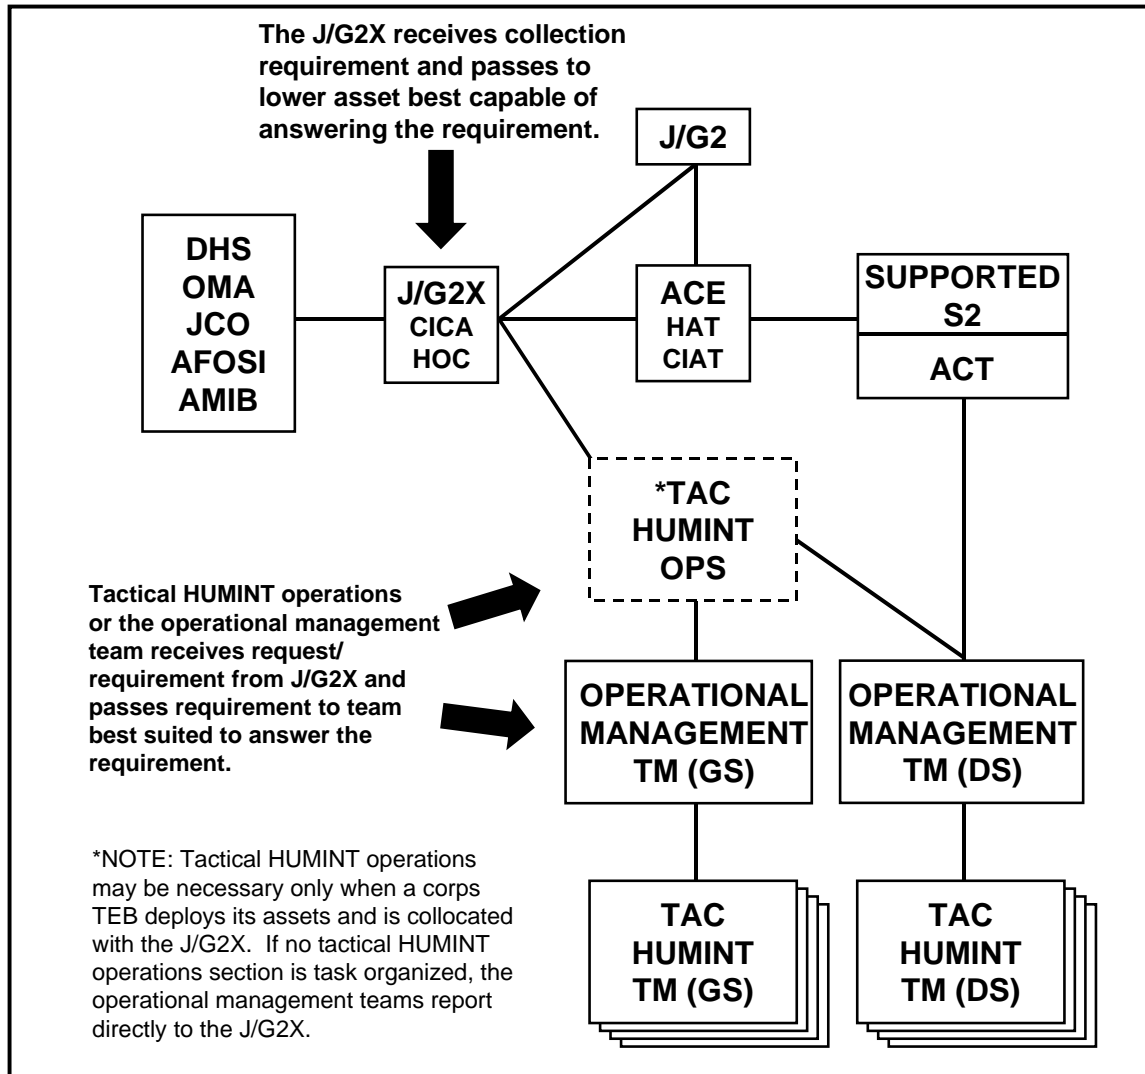 The J/G2X receives collection
requirement and passes to
lower asset best capable of
answering the requirement.
J/G2
DHS
OMA
JCO
AFOSI
AMIB
J/G2X
CICA
HOC
ACE
HAT
CIAT
SUPPORTED
S2
ACT
*TAC
HUMINT
OPS
Tactical HUMINT operations
or the operational management
team receives request/
requirement from J/G2X and
passes requirement to team
best suited to answer the
requirement.
OPERATIONAL
MANAGEMENT
TM (GS)
OPERATIONAL
MANAGEMENT
TM (DS)
*NOTE: Tactical HUMINT operations
may be necessary only when a corps
TEB deploys its assets and is collocated
with the J/G2X. If no tactical HUMINT
operations section is task organized, the
operational management teams report
directly to the J/G2X.
TAC
HUMINT
TM (GS)
TAC
HUMINT
TM (DS)